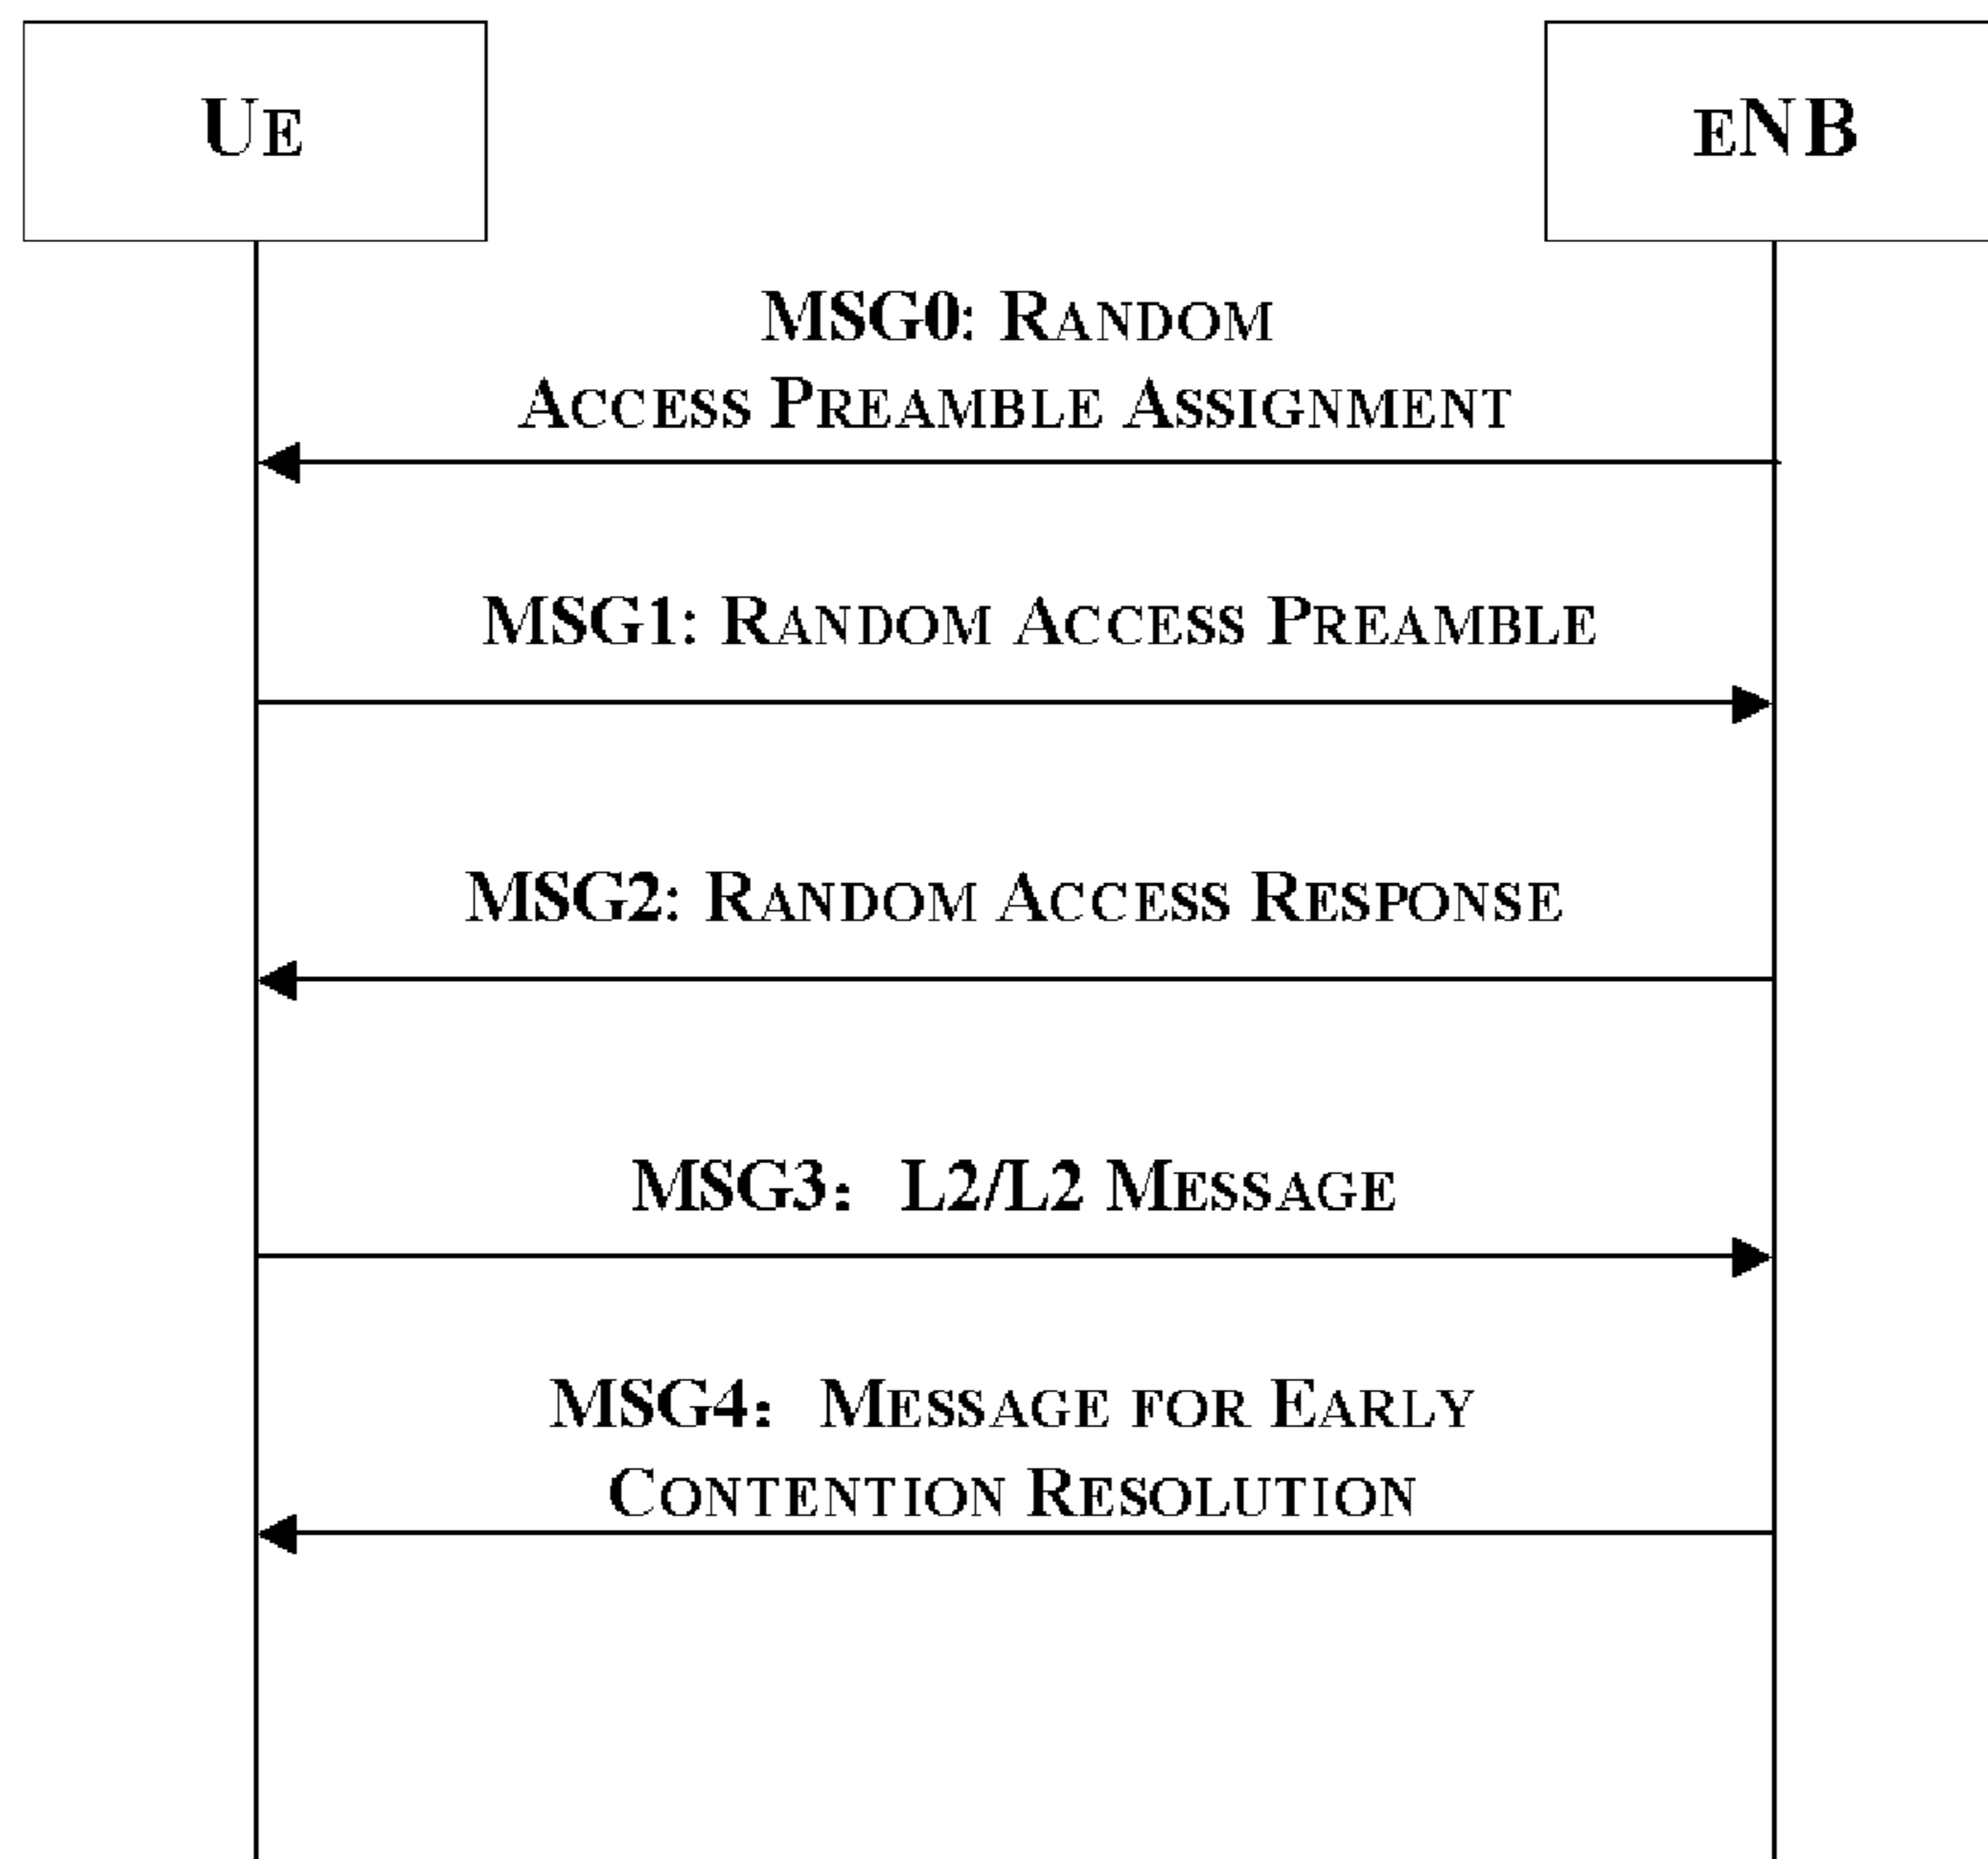 UE
eNB
MSG0: RANDOM
ACCESS PREAMBLE ASSIGNMENT
MSG1: RANDOM ACCESS PREAMBLE
MSG2: RANDOM ACCESS RESPONSE
MSG3: L2/L2 MESSAGE
MSG4: MESSAGE FOR EARLY
CONTENTION RESOLUTION